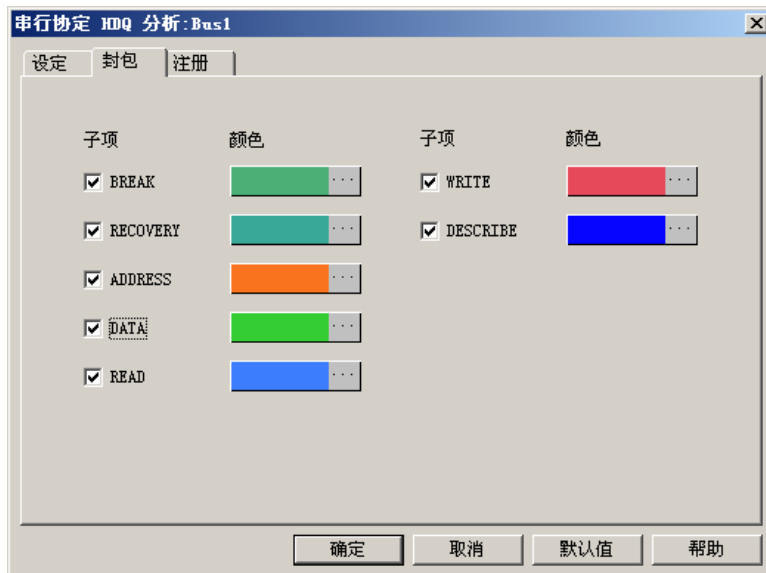 串行协定 HDQ 分析:Bus1
设定 封包 注册
子项 颜色 子项 颜色
BREAK ... WRITE ...
RECOVERY ... DESCRIBE ...
ADDRESS ...
DATA ...
READ ...
确定 取消 默认值 帮助